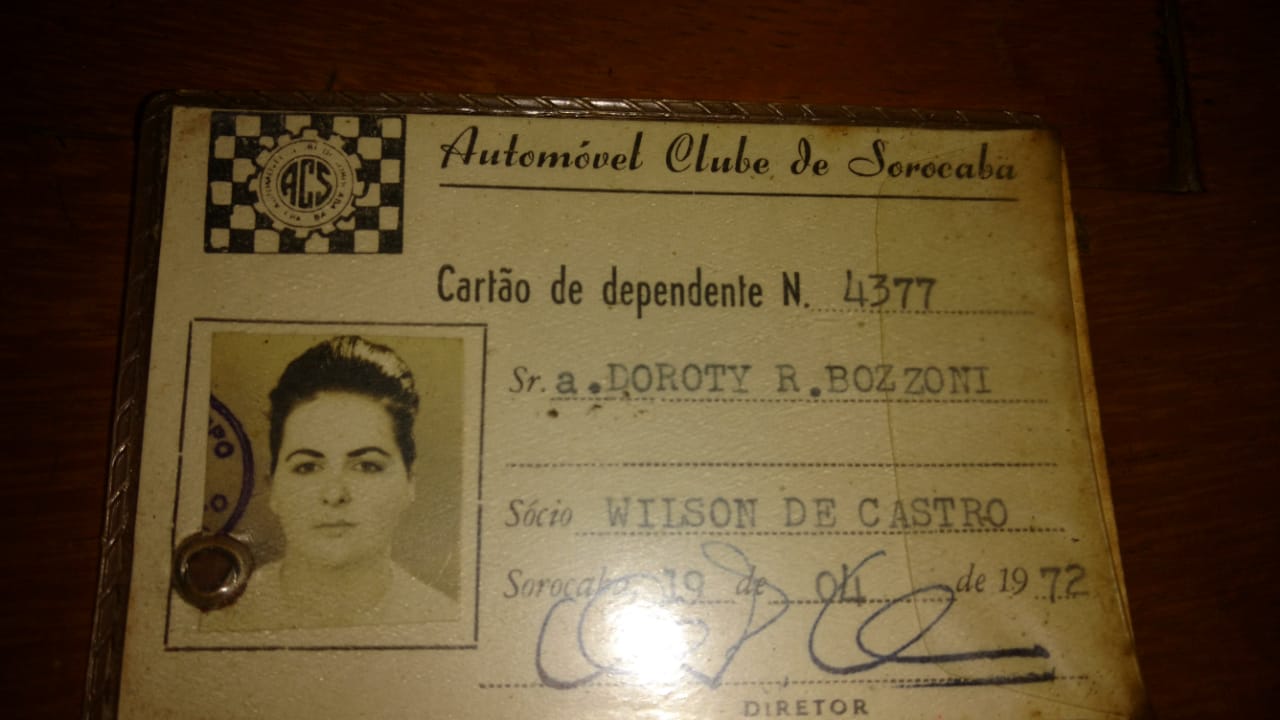 Automóvel Clube de Sorocaba
ACS
Cartão de dependente N. 4377
Sr.a.DOROTY R.BOZZONI
Sócio WILSON DE CASTRO
Sorocaba, 19 de 04 de 1972
DIRETOR